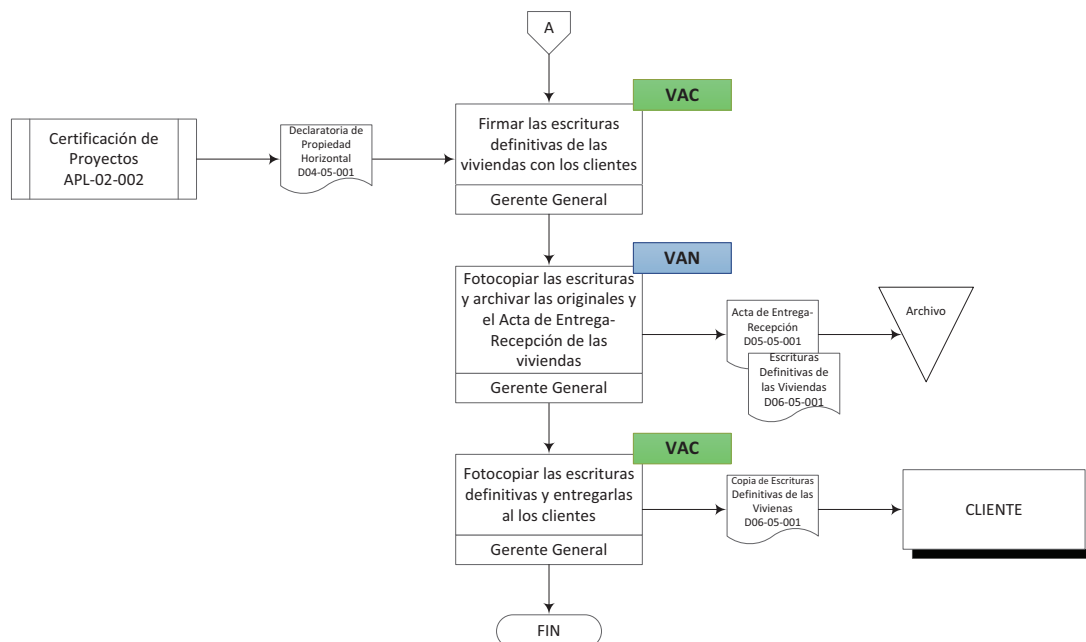 A
VAC
Certificación de
Proyectos
APL-02-002
Declaratoria de
Propiedad
Horizontal
D04-05-001
Firmar las escrituras
definitivas de las
viviendas con los clientes
Gerente General
VAN
Fotocopiar las escrituras
y archivar las originales y
el Acta de Entrega-
Recepción de las
viviendas
Gerente General
Acta de Entrega-
Recepción
D05-05-001
Escrituras
Definitivas de
las Viviendas
D06-05-001
Archivo
VAC
Fotocopiar las escrituras
definitivas y entregarlas
al los clientes
Gerente General
Copia de Escrituras
Definitivas de las
Vivienas
D06-05-001
CLIENTE
FIN